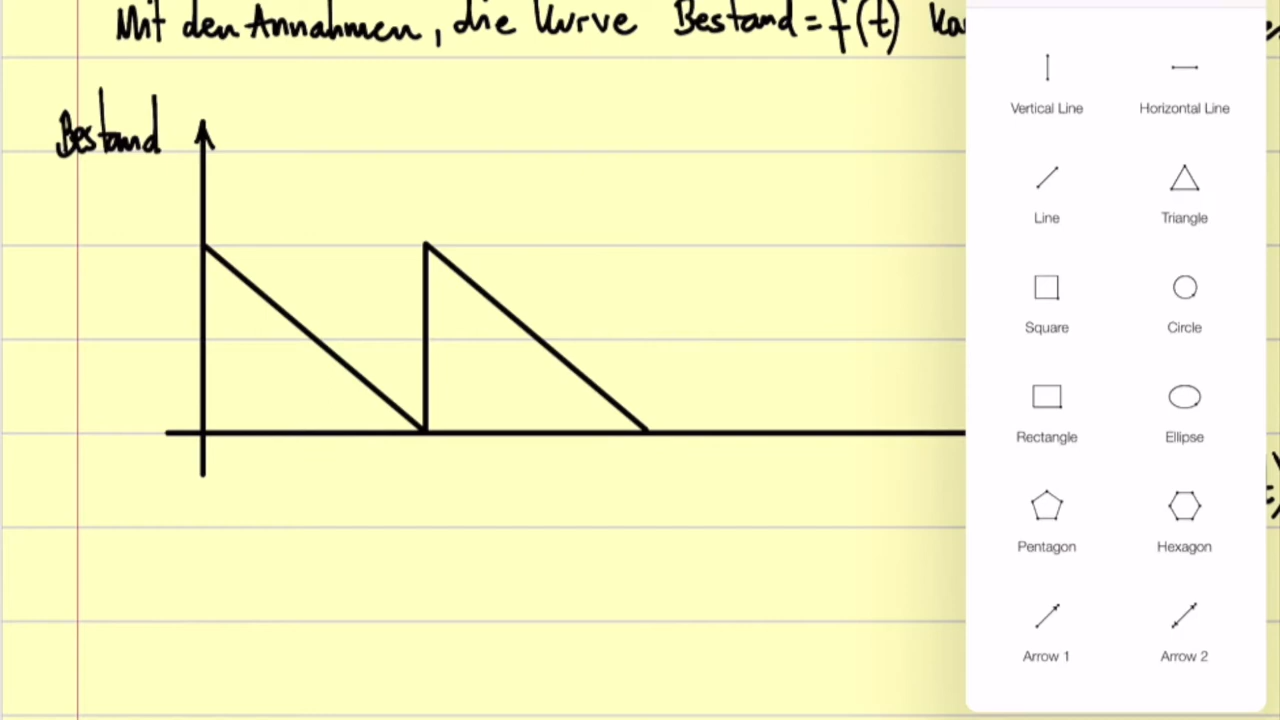 Mit den Annahmen, die Kurve Bestand = f(t)
Bestand
Vertical Line
Horizontal Line
Line
Triangle
Square
Circle
Rectangle
Ellipse
Pentagon
Hexagon
Arrow 1
Arrow 2